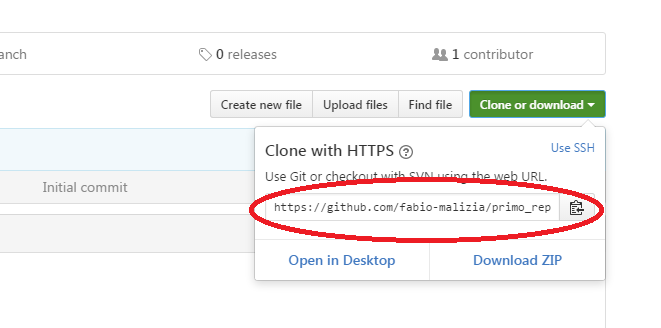 anch
0 releases
1 contributor
Create new file
Upload files
Find file
Clone or download
Clone with HTTPS
Use SSH
Use Git or checkout with SVN using the web URL.
Initial commit
https://github.com/fabio-malizia/primo_rep
Open in Desktop
Download ZIP